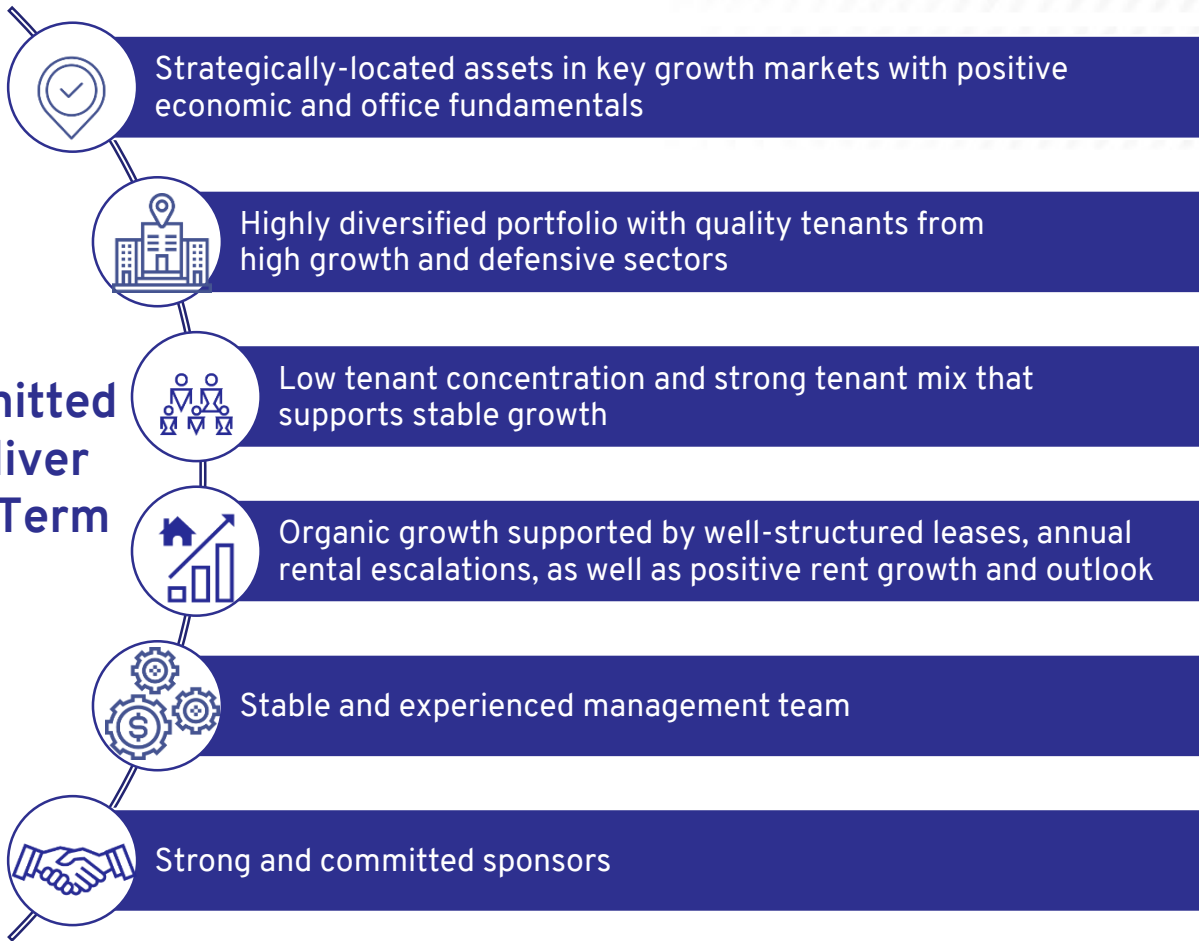 Strategically-located assets in key growth markets with positive
economic and office fundamentals
Highly diversified portfolio with quality tenants from
high growth and defensive sectors
Low tenant concentration and strong tenant mix that
supports stable growth
Term
Organic growth supported by well-structured leases, annual
rental escalations, as well as positive rent growth and outlook
$
Stable and experienced management team
Strong and committed sponsors